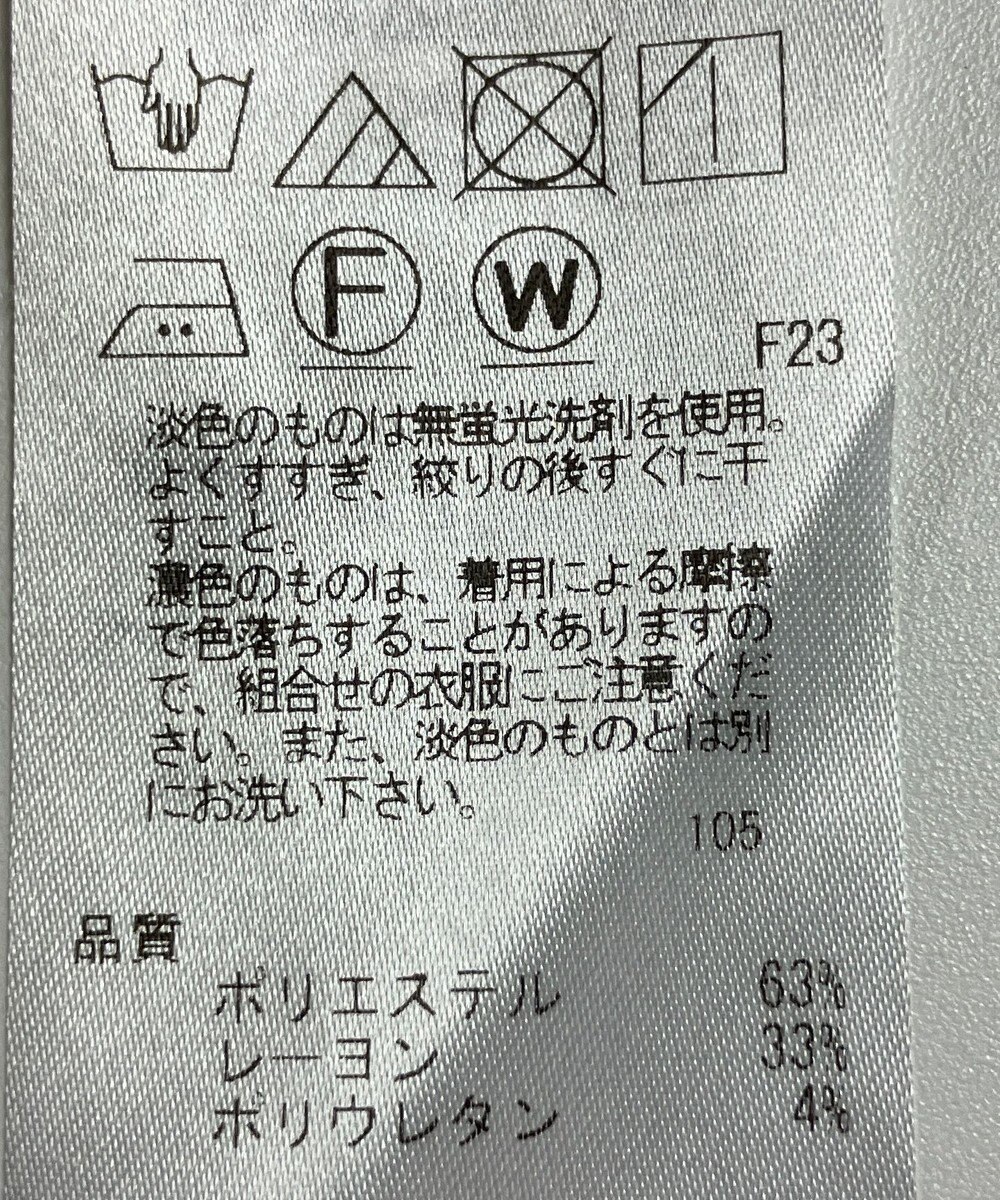 F W
F23
淡色のものは無蛍光洗剤を使用。
よくすすぎ、絞りの後すぐに干
すこと。
濃色のものは、着用による摩擦
で色落ちすることがありますの
で、組合せの衣服にご注意くだ
さい。また、淡色のものとは別
にお洗い下さい。
105
品質
ポリエステル 63%
レーヨン 33%
ポリウレタン 4%